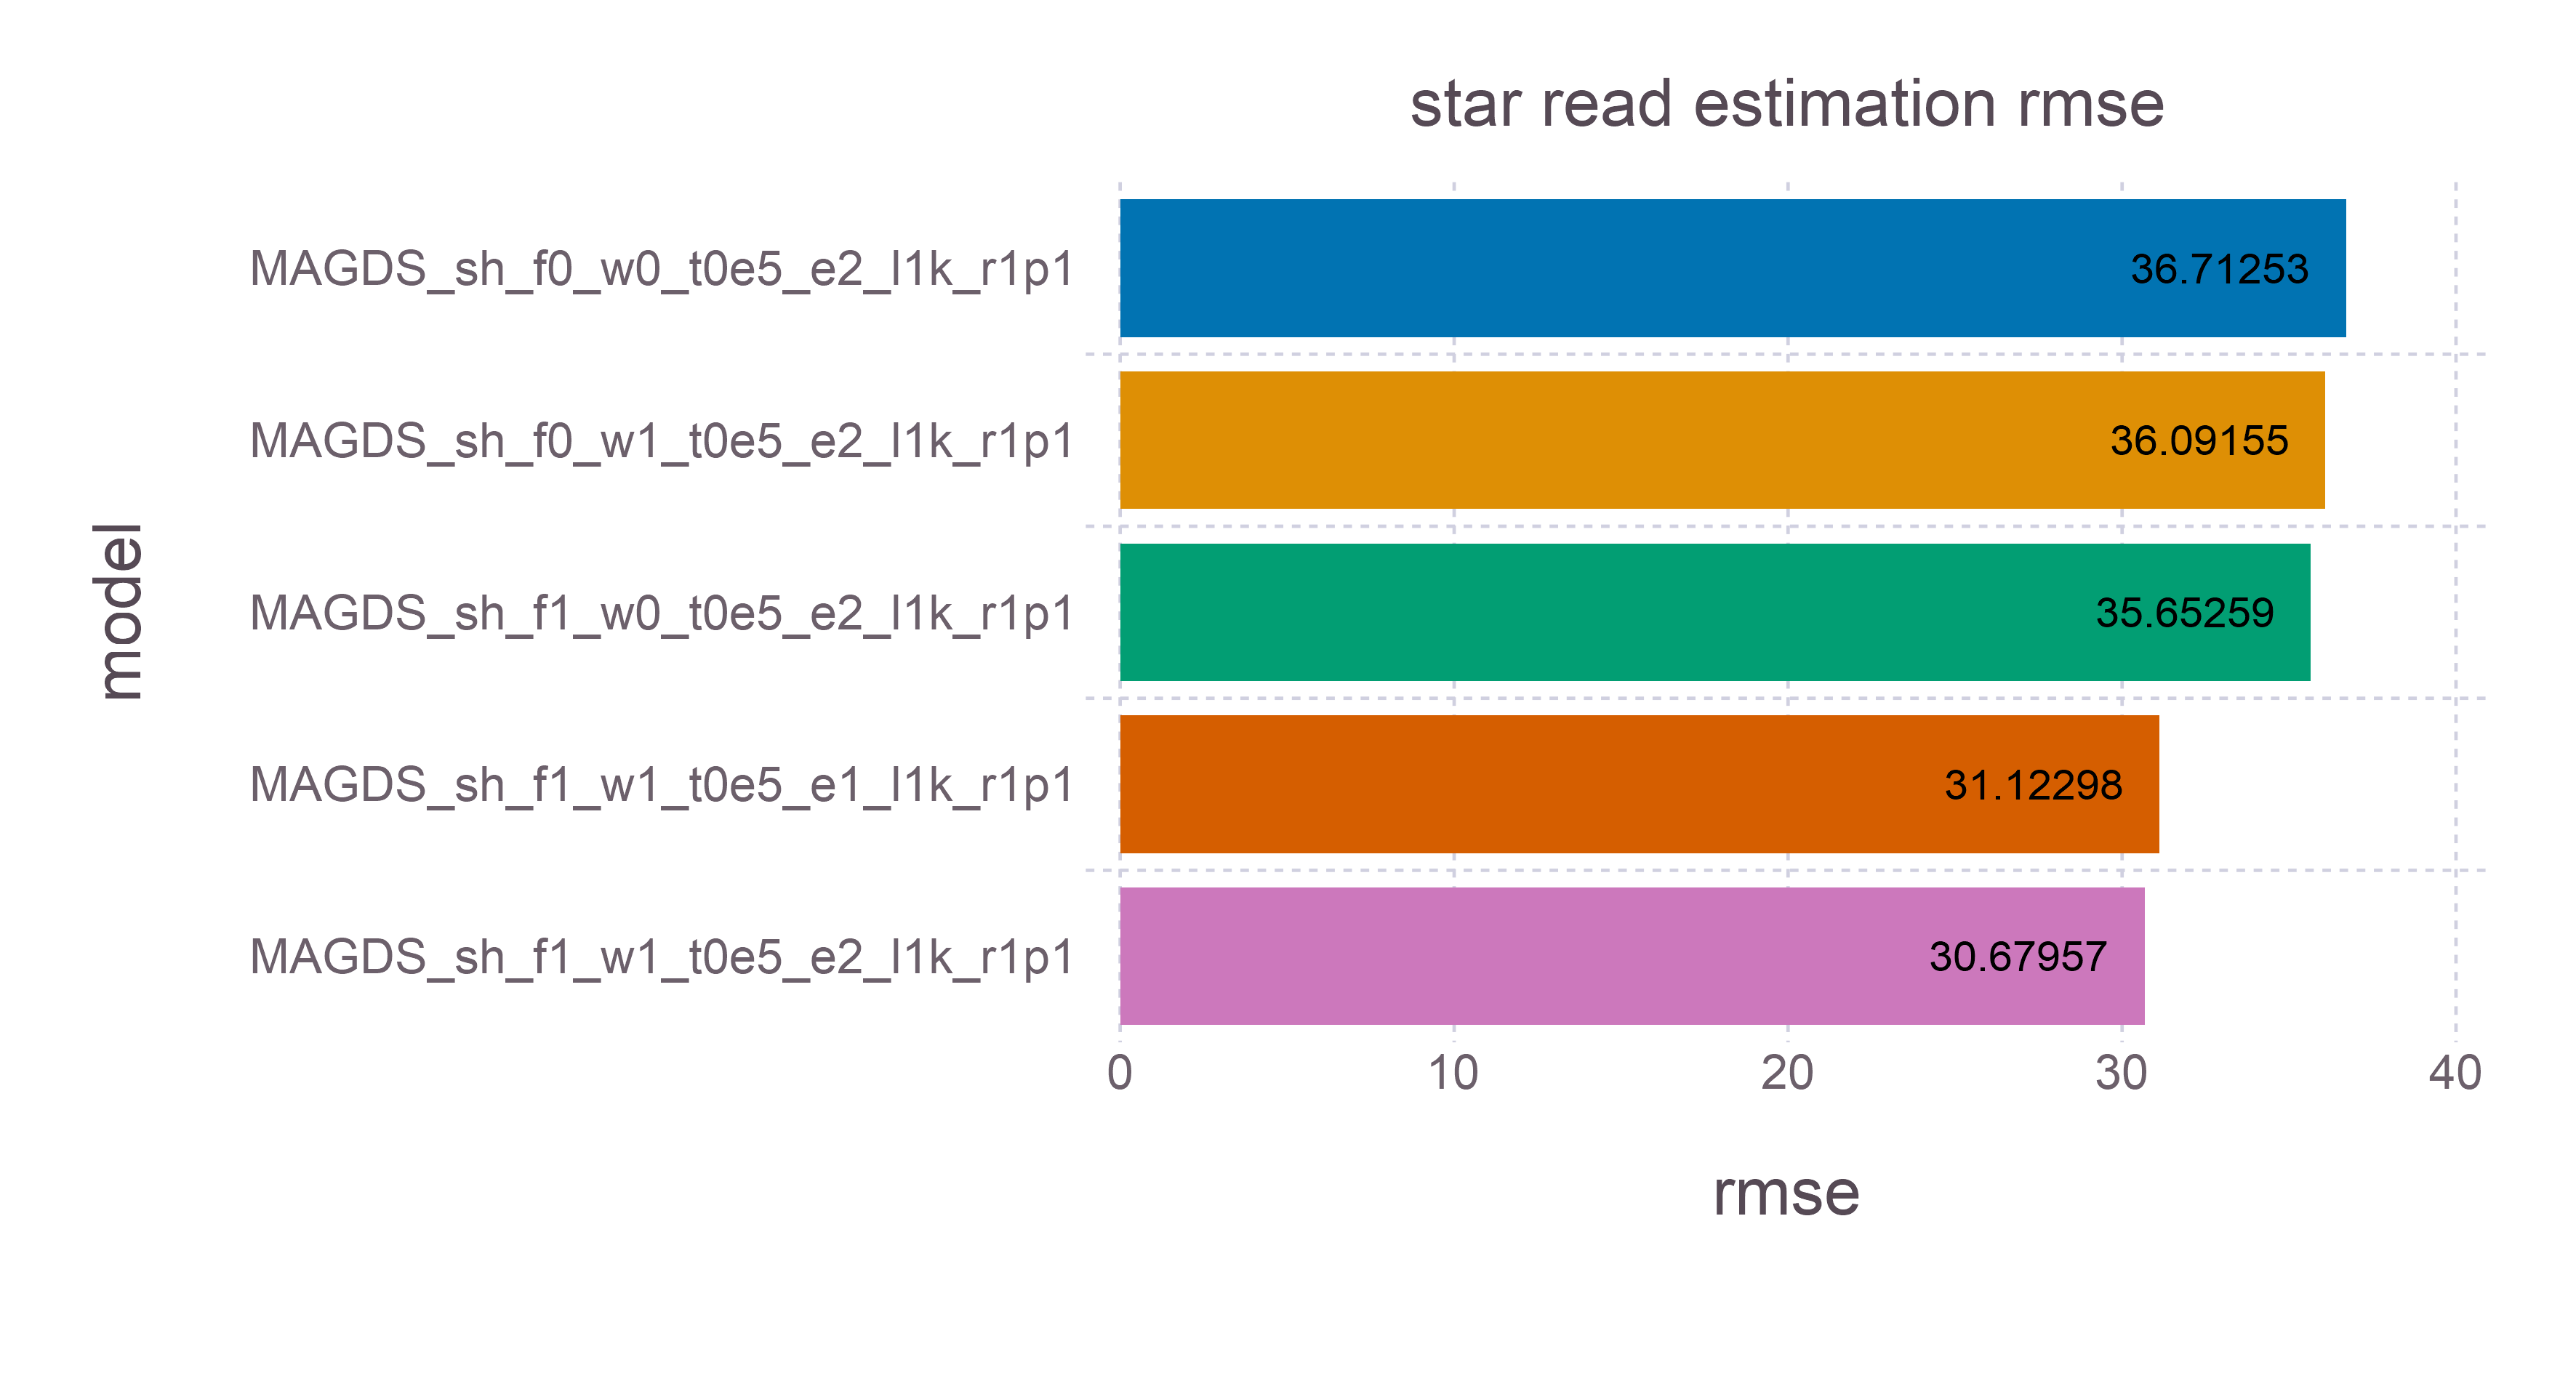 star read estimation rmse
model
MAGDS_sh_f0_w0_t0e5_e2_l1k_r1p1 36.71253
MAGDS_sh_f0_w1_t0e5_e2_l1k_r1p1 36.09155
MAGDS_sh_f1_w0_t0e5_e2_l1k_r1p1 35.65259
MAGDS_sh_f1_w1_t0e5_e1_l1k_r1p1 31.12298
MAGDS_sh_f1_w1_t0e5_e2_l1k_r1p1 30.67957
0 10 20 30 40
rmse